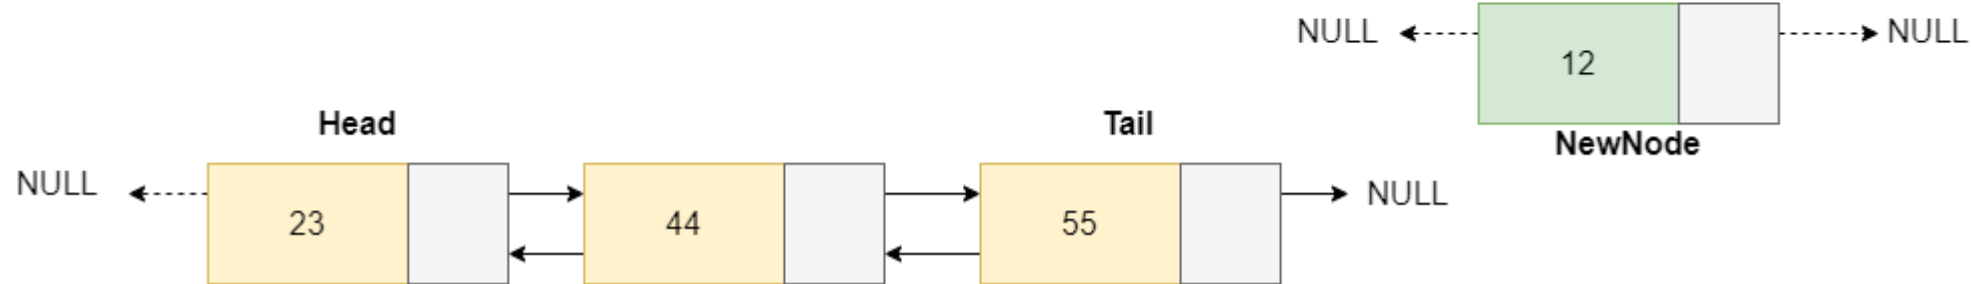 NULL NULL
12
Head Tail NewNode
NULL 23 44 55 NULL